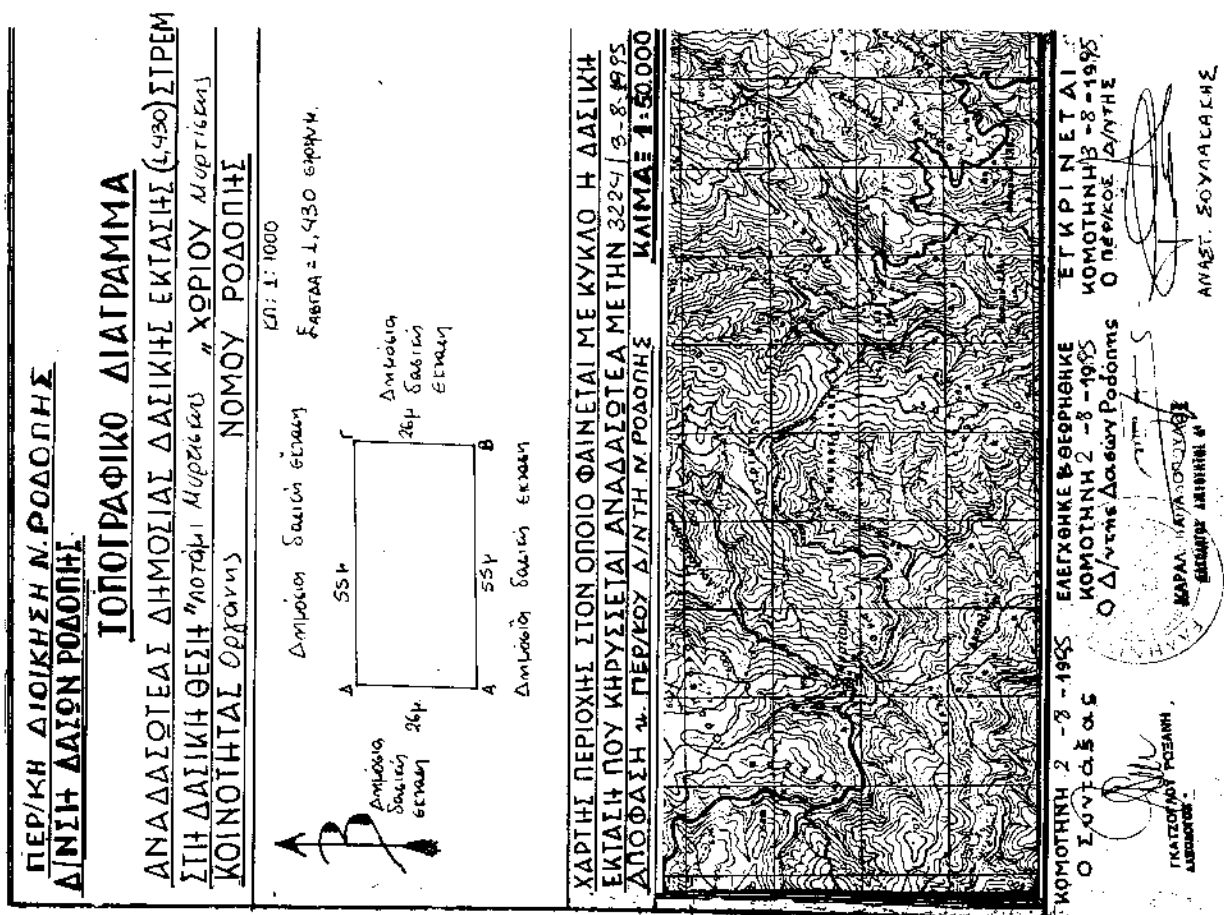 ΠΕΡ/ΚΗ ΔΙΟΙΚΗΣΗ Ν. ΡΟΔΟΠΗΣ
Δ/ΝΣΗ ΔΑΣΩΝ ΡΟΔΟΠΗΣ
ΤΟΠΟΓΡΑΦΙΚΟ ΔΙΑΓΡΑΜΜΑ
ΑΝΑΔΑΣΩΤΕΑΣ ΔΗΜΟΣΙΑΣ ΔΑΣΙΚΗΣ ΕΚΤΑΣΗΣ (1,430) ΣΤΡΕΜ
ΣΤΗ ΔΑΣΙΚΗ ΘΕΣΗ "ποτάμι Μυρτίσκης" ΧΩΡΙΟΥ Μυρτίσκης
ΚΟΙΝΟΤΗΤΑΣ Οργάνης ΝΟΜΟΥ ΡΟΔΟΠΗΣ
ΚΛ: 1:1000
Δημόσια δασική έκταση
ΕΑΒΓΔΑ = 1,430 στρεμ.
Δ 55μ Γ
Δημόσια δασική έκταση 26μ.
26μ Δημόσια δασική έκταση
Α 55μ Β
Δημόσια δασική έκταση
ΧΑΡΤΗΣ ΠΕΡΙΟΧΗΣ ΣΤΟΝ ΟΠΟΙΟ ΦΑΙΝΕΤΑΙ ΜΕ ΚΥΚΛΟ Η ΔΑΣΙΚΗ
ΕΚΤΑΣΗ ΠΟΥ ΚΗΡΥΣΣΕΤΑΙ ΑΝΑΔΑΣΩΤΕΑ ΜΕ ΤΗΝ 3224/3-8-1995
ΑΠΟΦΑΣΗ κ. ΠΕΡ/ΚΟΥ Δ/ΝΤΗ Ν. ΡΟΔΟΠΗΣ ΚΛΙΜΑΞ 1:50.000
ΚΟΜΟΤΗΝΗ 2-8-1995
Ο Συντάξας
ΓΚΑΤΖΟΓΛΟΥ ΡΩΞΑΝΗ
ΔΑΣΟΛΟΓΟΣ
ΕΛΕΓΧΘΗΚΕ & ΘΕΩΡΗΘΗΚΕ
ΚΟΜΟΤΗΝΗ 2-8-1995
Ο Δ/ντης Δασών Ροδόπης
ΕΓΚΡΙΝΕΤΑΙ
ΚΟΜΟΤΗΝΗ 3-8-1995
Ο ΠΕΡ/ΚΟΣ Δ/ΝΤΗΣ
ΑΝΑΣΤ. ΣΟΥΛΑΚΑΚΗΣ